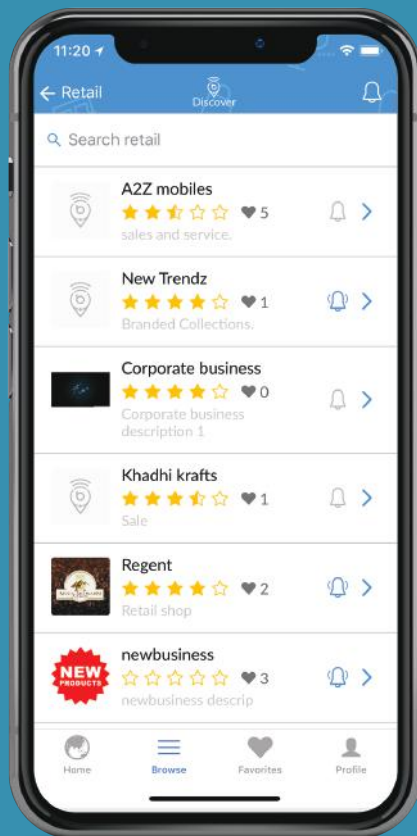 11:20
Retail
Discover
Search retail
A2Z mobiles
5
sales and service.
New Trendz
1
Branded Collections.
Corporate business
0
Corporate business
description 1
Khadhi krafts
1
Sale
Regent
2
Retail shop
NEW
PRODUCTS
newbusiness
3
newbusiness descrip
Home
Browse
Favorites
Profile